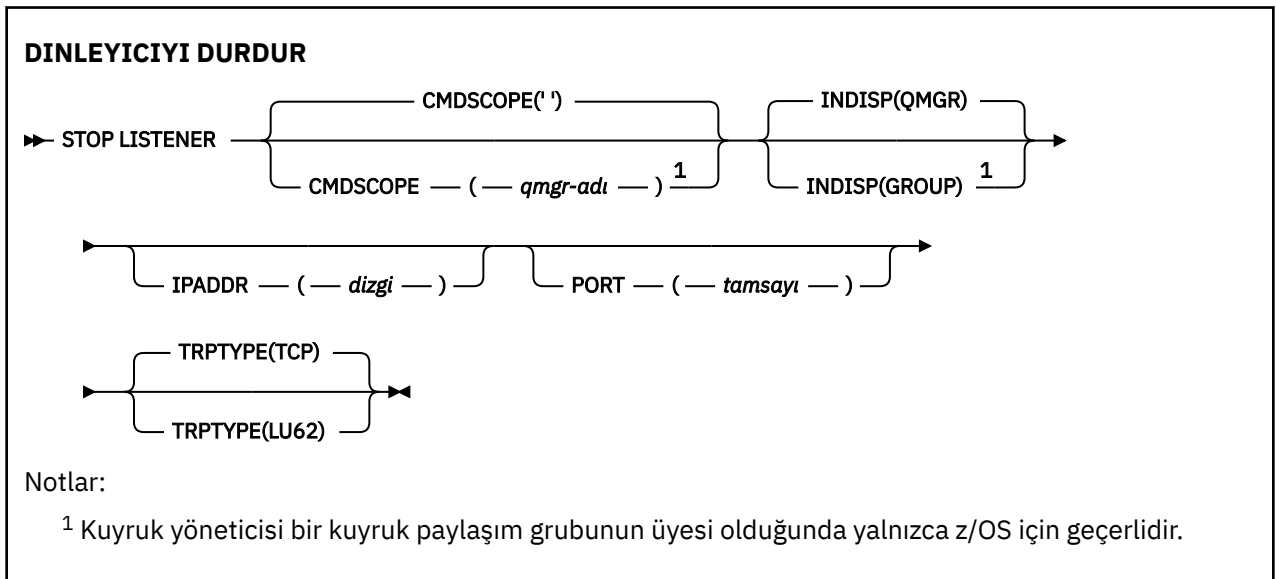 DINLEYICIYI DURDUR
CMDSCOPE(' ') INDISP(QMGR)
STOP LISTENER
CMDSCOPE ( qmgr-adı ) 1 INDISP(GROUP) 1
IPADDR ( dizgi ) PORT ( tamsayı )
TRPTYPE(TCP)
TRPTYPE(LU62)
Notlar:
1 Kuyruk yöneticisi bir kuyruk paylaşım grubunun üyesi olduğunda yalnızca z/OS için geçerlidir.